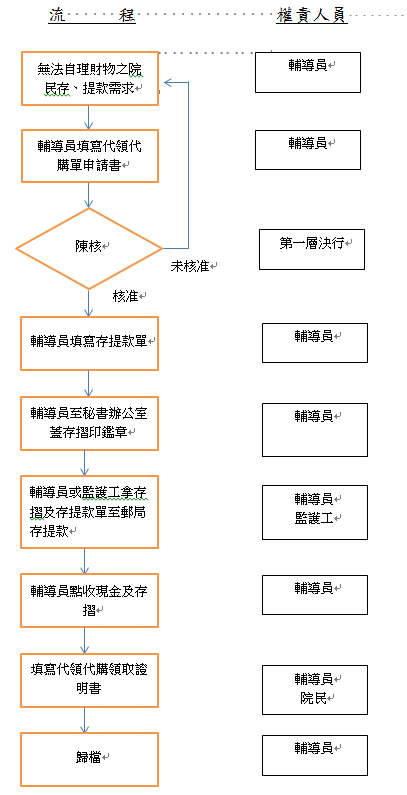 流　　　程
權責人員
無法自理財物之院
民存、提款需求
輔導員
輔導員填寫代領代
購單申請書
輔導員
陳核
第一層決行
未核准
核准
輔導員填寫存提款單
輔導員
輔導員至秘書辦公室
蓋存摺印鑑章
輔導員
輔導員或監護工拿存
摺及存提款單至郵局
存提款
輔導員
監護工
輔導員點收現金及存
摺
輔導員
填寫代領代購領取證
明書
輔導員
院民
歸檔
輔導員